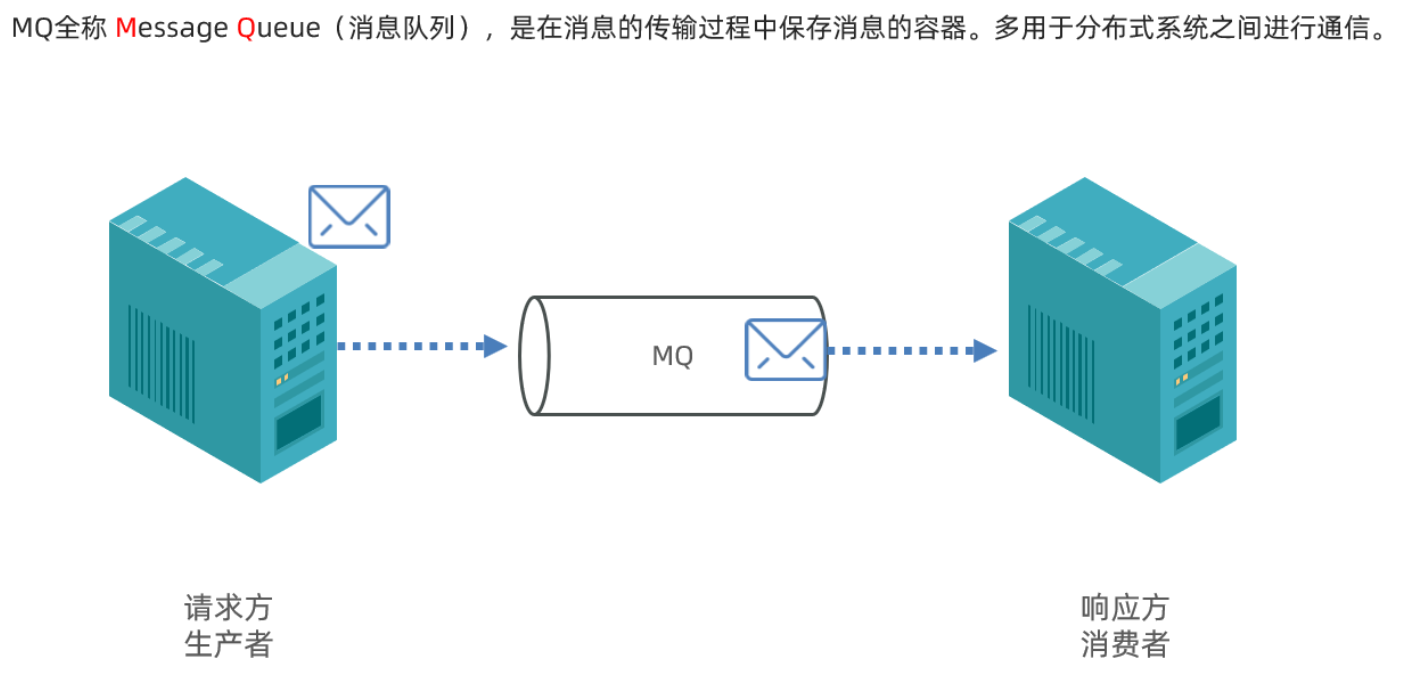 MQ全称 Message Queue（消息队列），是在消息的传输过程中保存消息的容器。多用于分布式系统之间进行通信。
MQ
请求方
生产者
响应方
消费者